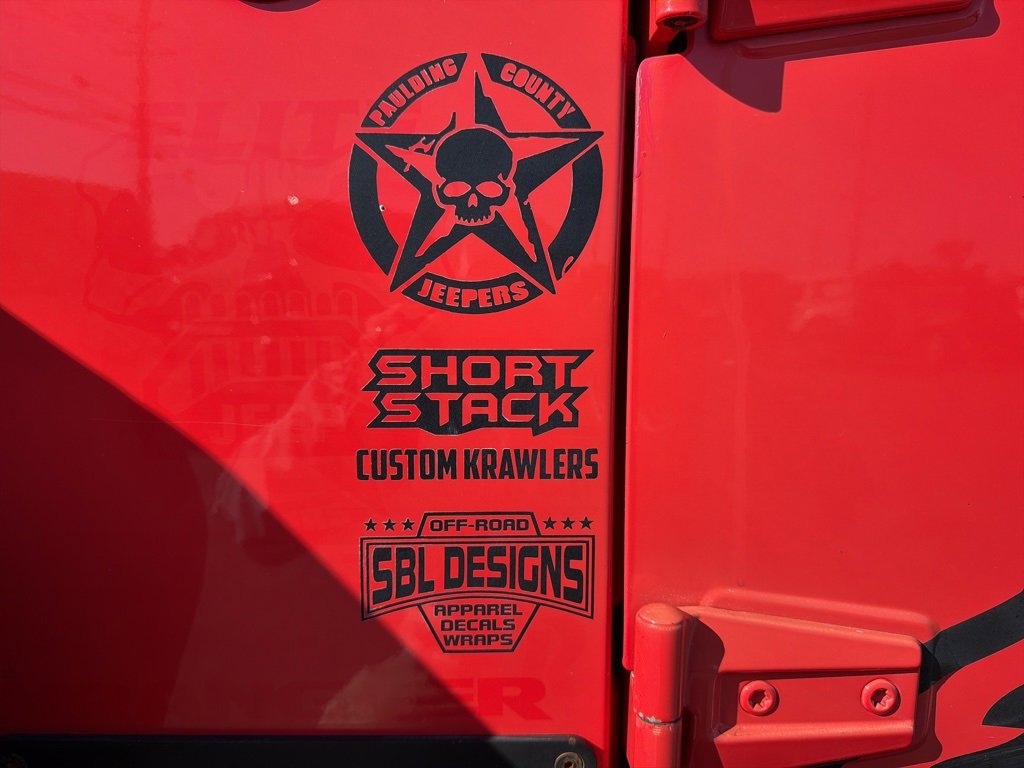 PAULDING COUNTY
JEEPERS
SHORT
STACK
CUSTOM KRAWLERS
OFF-ROAD
SBL DESIGNS
APPAREL
DECALS
WRAPS